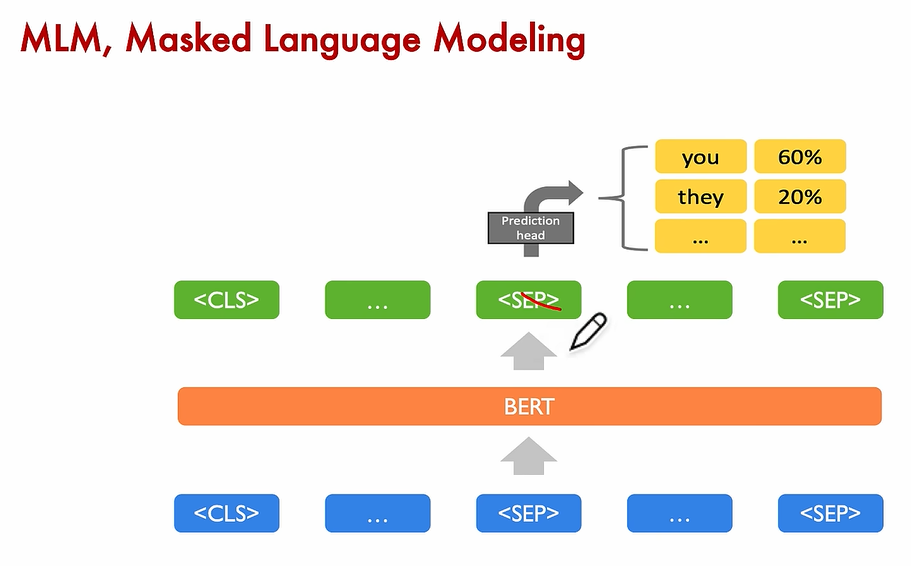 MLM, Masked Language Modeling
you 60%
they 20%
... ...
Prediction
head
<CLS> ... <SEP> ... <SEP>
BERT
<CLS> ... <SEP> ... <SEP>